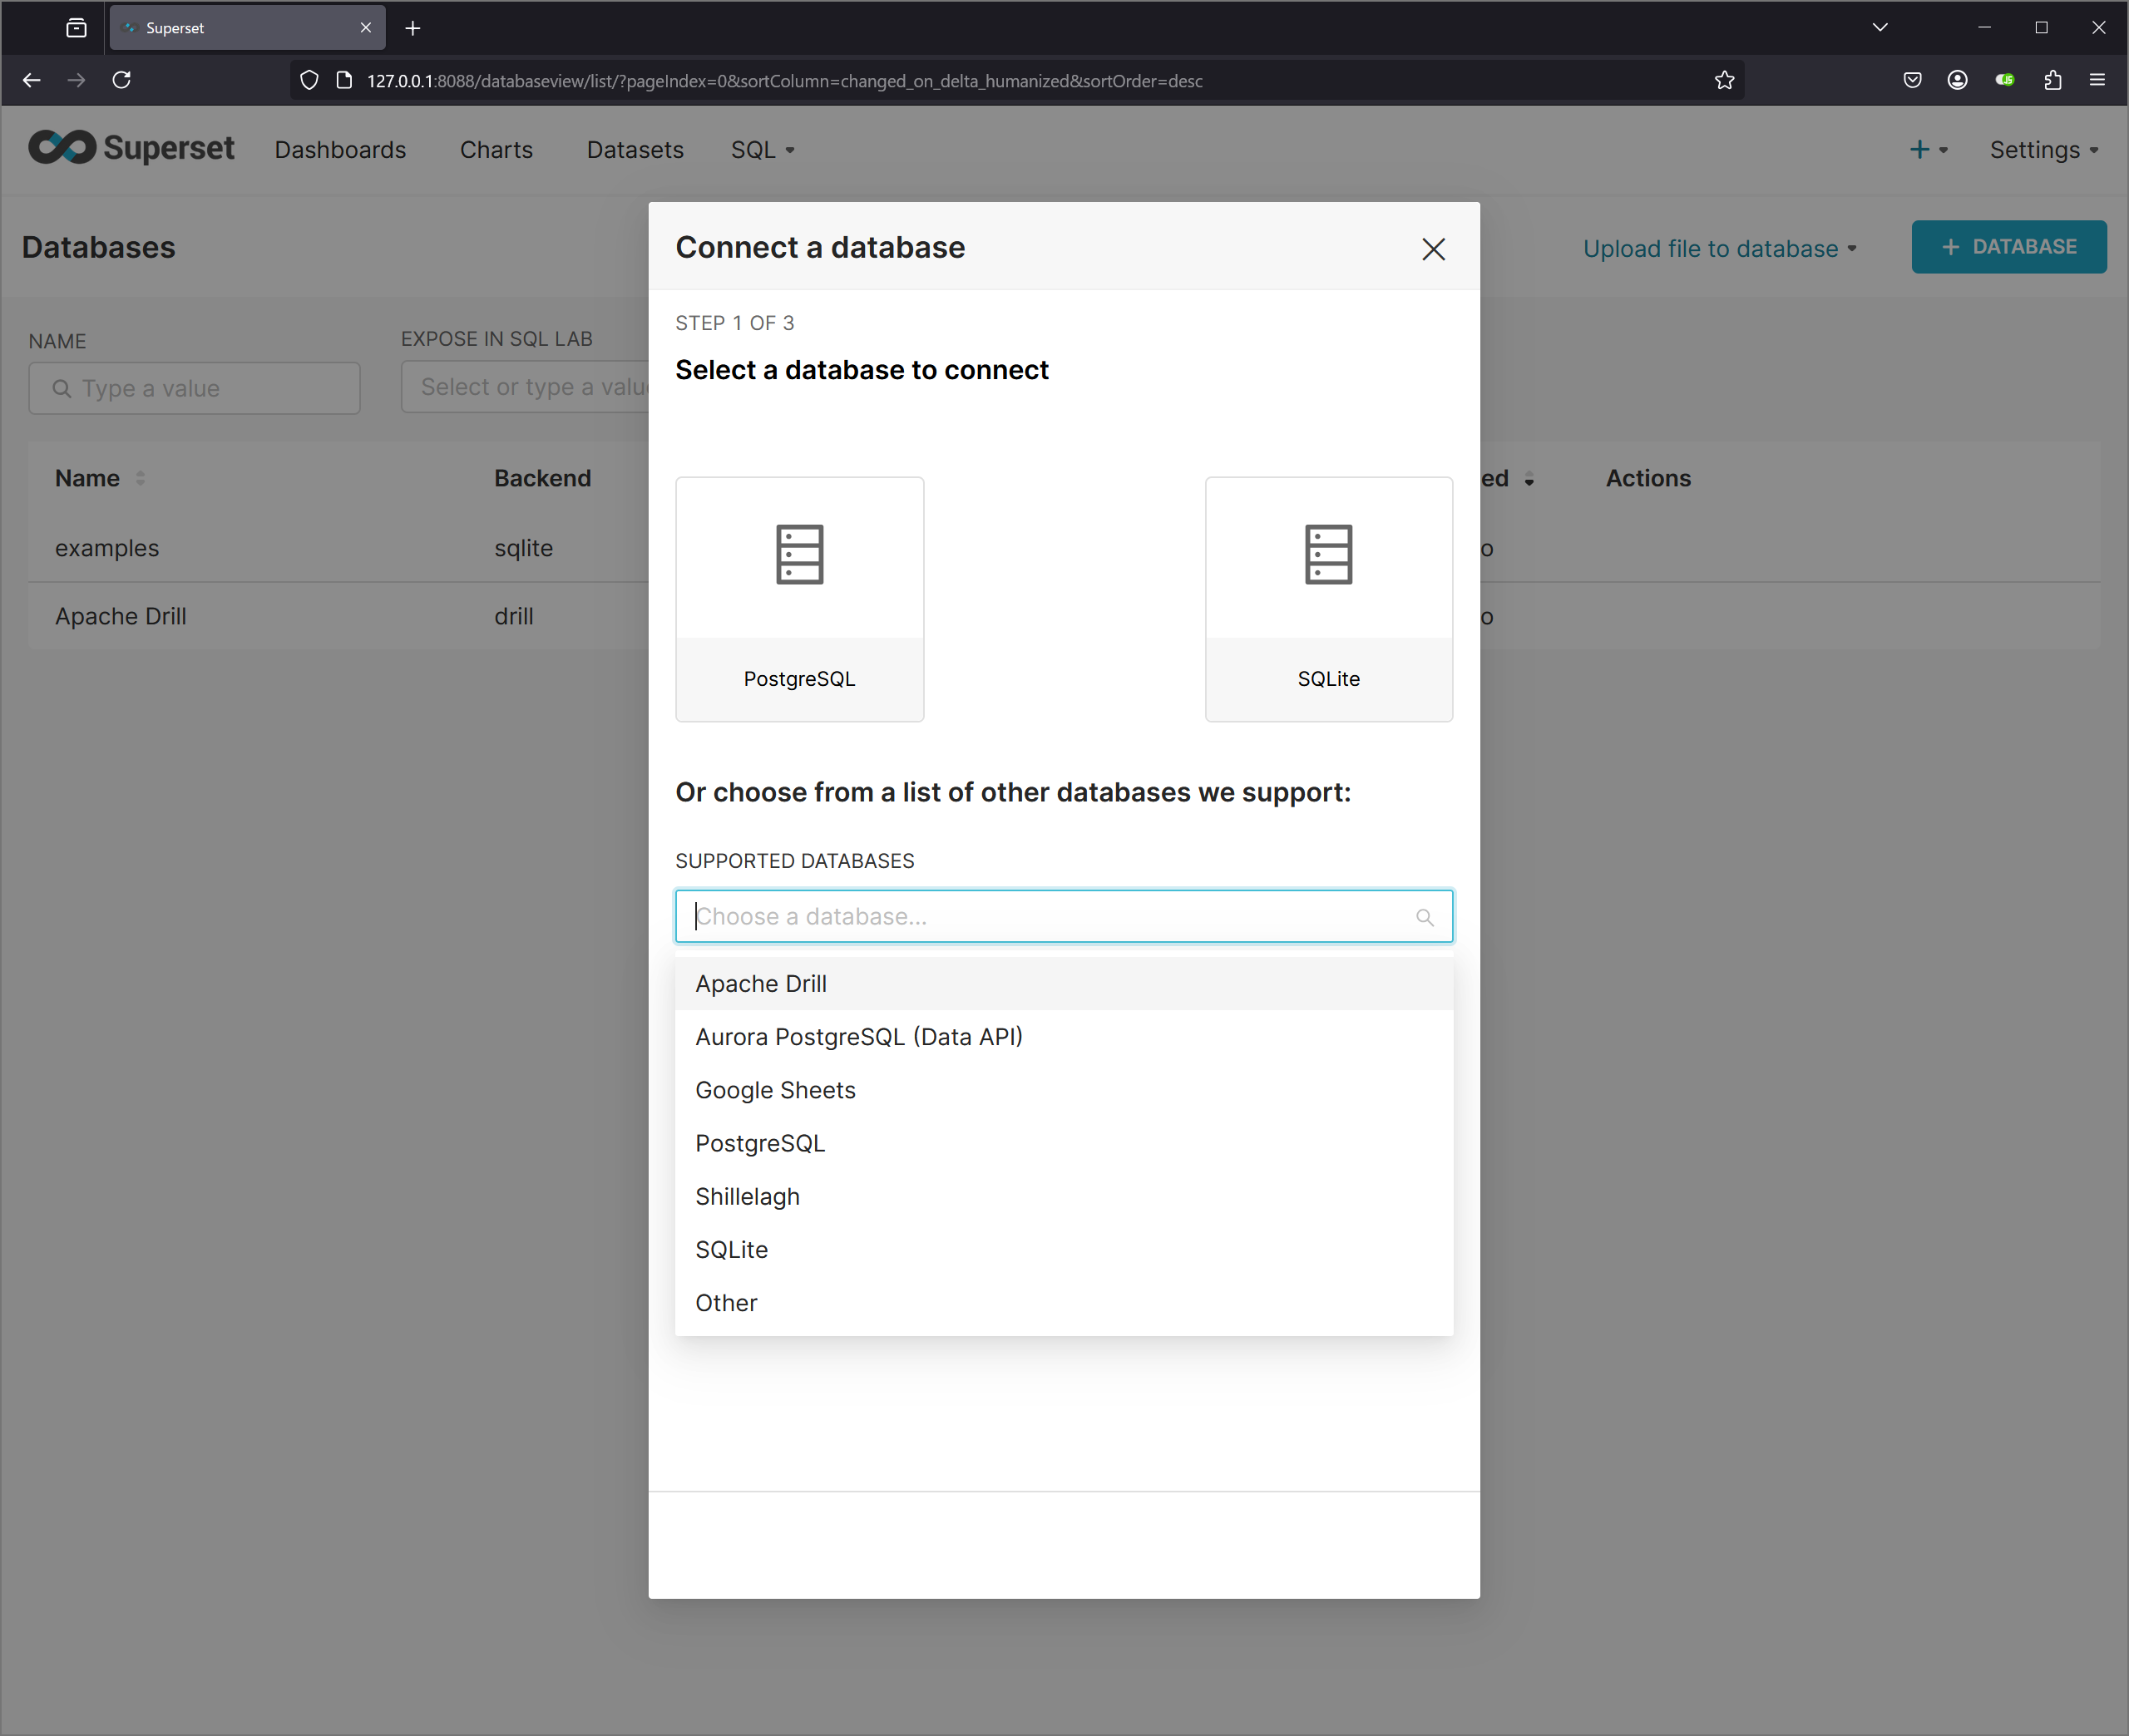 Superset
127.0.0.1:8088/databaseview/list/?pageIndex=0&sortColumn=changed_on_delta_humanized&sortOrder=desc
Superset Dashboards Charts Datasets SQL Settings
Databases
Upload file to database + DATABASE
NAME
Type a value
EXPOSE IN SQL LAB
Select or type a valu
Name Backend ed Actions
examples sqlite o
Apache Drill drill o
Connect a database
STEP 1 OF 3
Select a database to connect
PostgreSQL SQLite
Or choose from a list of other databases we support:
SUPPORTED DATABASES
Choose a database...
Apache Drill
Aurora PostgreSQL (Data API)
Google Sheets
PostgreSQL
Shillelagh
SQLite
Other